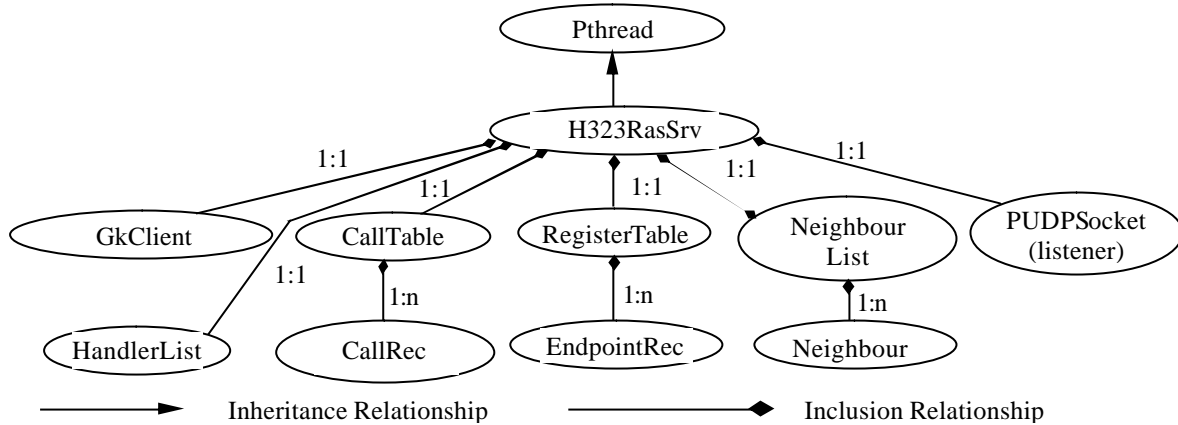 Pthread
H323RasSrv
1:1
1:1
1:1
1:1
1:1
GkClient
CallTable
RegisterTable
Neighbour
List
PUDPSocket
(listener)
1:1
1:n
1:n
1:n
HandlerList
CallRec
EndpointRec
Neighbour
Inheritance Relationship
Inclusion Relationship